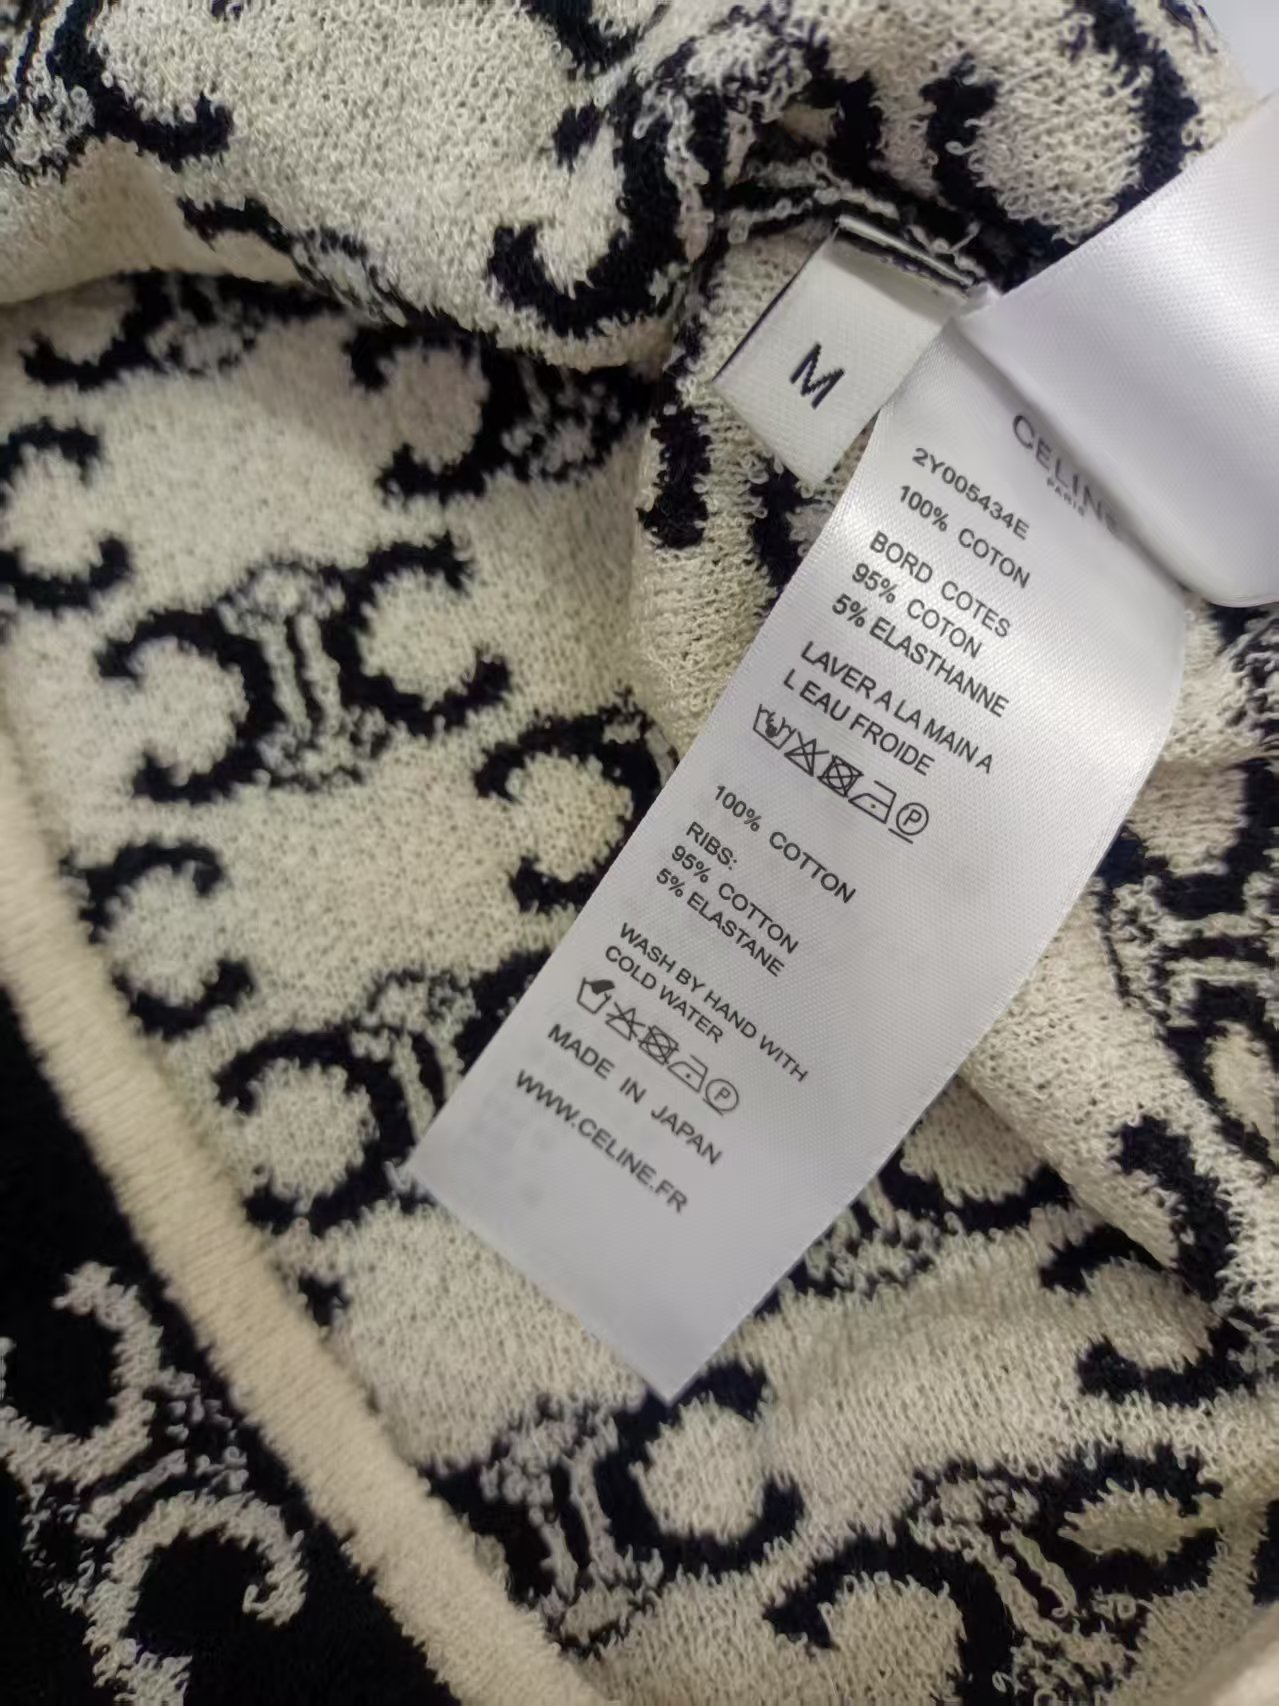 M
CELINE
PARIS
2Y005434E
100% COTON
BORD COTES
95% COTON
5% ELASTHANNE
LAVER A LA MAIN A
L EAU FROIDE
P
100% COTTON
RIBS:
95% COTTON
5% ELASTANE
WASH BY HAND WITH
COLD WATER
P
MADE IN JAPAN
WWW.CELINE.FR